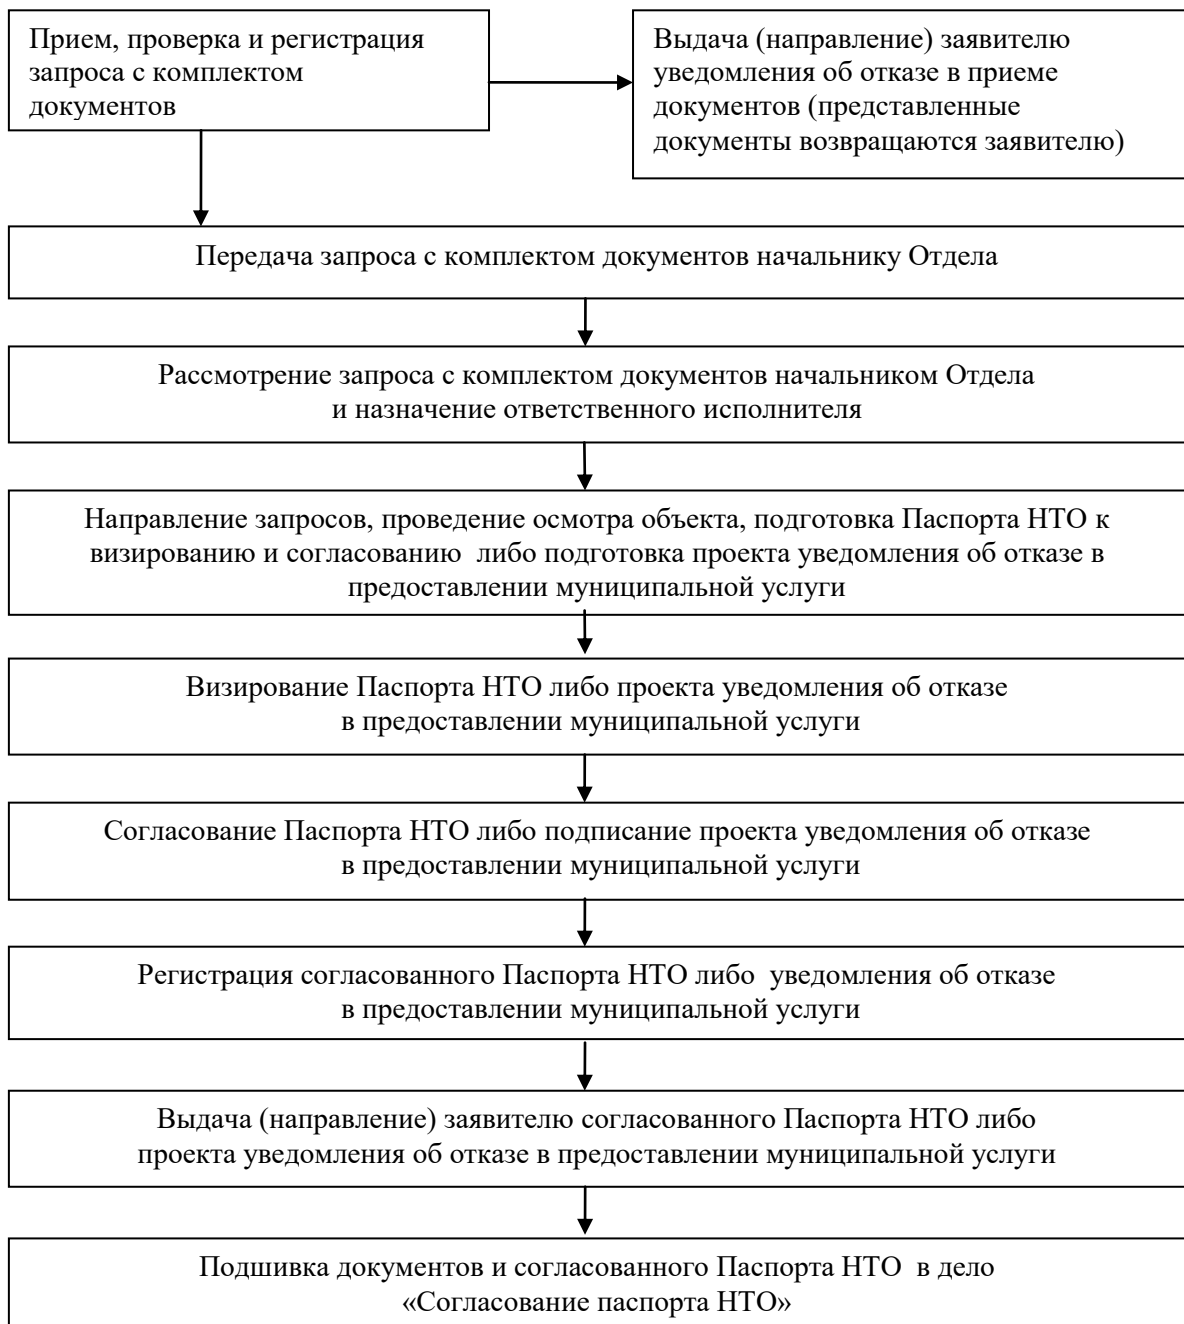 Прием, проверка и регистрация
запроса с комплектом
документов
Выдача (направление) заявителю
уведомления об отказе в приеме
документов (представленные
документы возвращаются заявителю)
Передача запроса с комплектом документов начальнику Отдела
Рассмотрение запроса с комплектом документов начальником Отдела
и назначение ответственного исполнителя
Направление запросов, проведение осмотра объекта, подготовка Паспорта НТО к
визированию и согласованию либо подготовка проекта уведомления об отказе в
предоставлении муниципальной услуги
Визирование Паспорта НТО либо проекта уведомления об отказе
в предоставлении муниципальной услуги
Согласование Паспорта НТО либо подписание проекта уведомления об отказе
в предоставлении муниципальной услуги
Регистрация согласованного Паспорта НТО либо уведомления об отказе
в предоставлении муниципальной услуги
Выдача (направление) заявителю согласованного Паспорта НТО либо
проекта уведомления об отказе в предоставлении муниципальной услуги
Подшивка документов и согласованного Паспорта НТО в дело
«Согласование паспорта НТО»